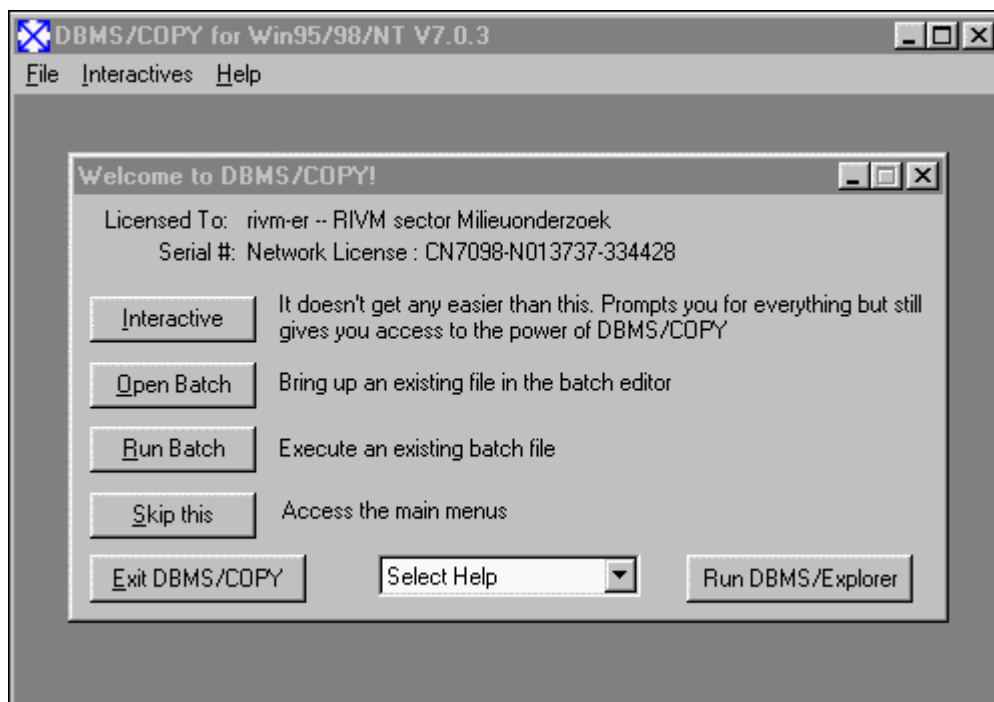 DBMS/COPY for Win95/98/NT V7.0.3
File Interactives Help
Welcome to DBMS/COPY!
Licensed To: rivm-er -- RIVM sector Milieuonderzoek
Serial #: Network License : CN7098-N013737-334428
Interactive
It doesn't get any easier than this. Prompts you for everything but still
gives you access to the power of DBMS/COPY
Open Batch
Bring up an existing file in the batch editor
Run Batch
Execute an existing batch file
Skip this
Access the main menus
Exit DBMS/COPY
Select Help
Run DBMS/Explorer